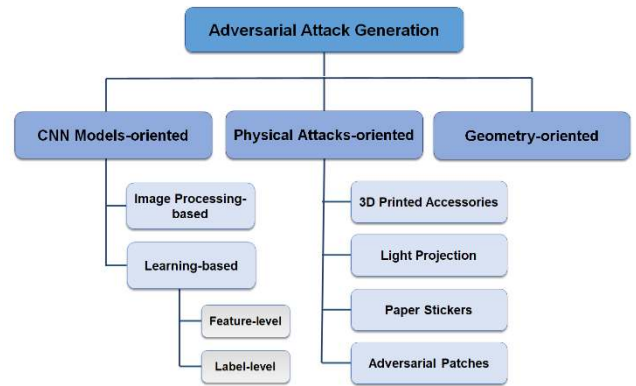 Adversarial Attack Generation
CNN Models-oriented
Physical Attacks-oriented
Geometry-oriented
Image Processing-
based
Learning-based
Feature-level
Label-level
3D Printed Accessories
Light Projection
Paper Stickers
Adversarial Patches